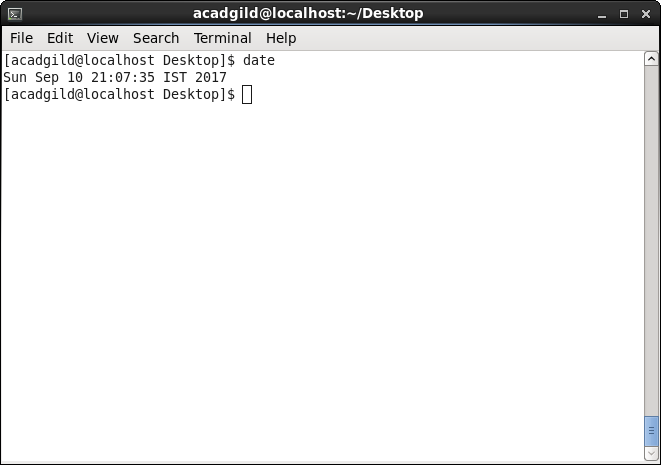 acadgild@localhost:~/Desktop
File Edit View Search Terminal Help
[acadgild@localhost Desktop]$ date
Sun Sep 10 21:07:35 IST 2017
[acadgild@localhost Desktop]$